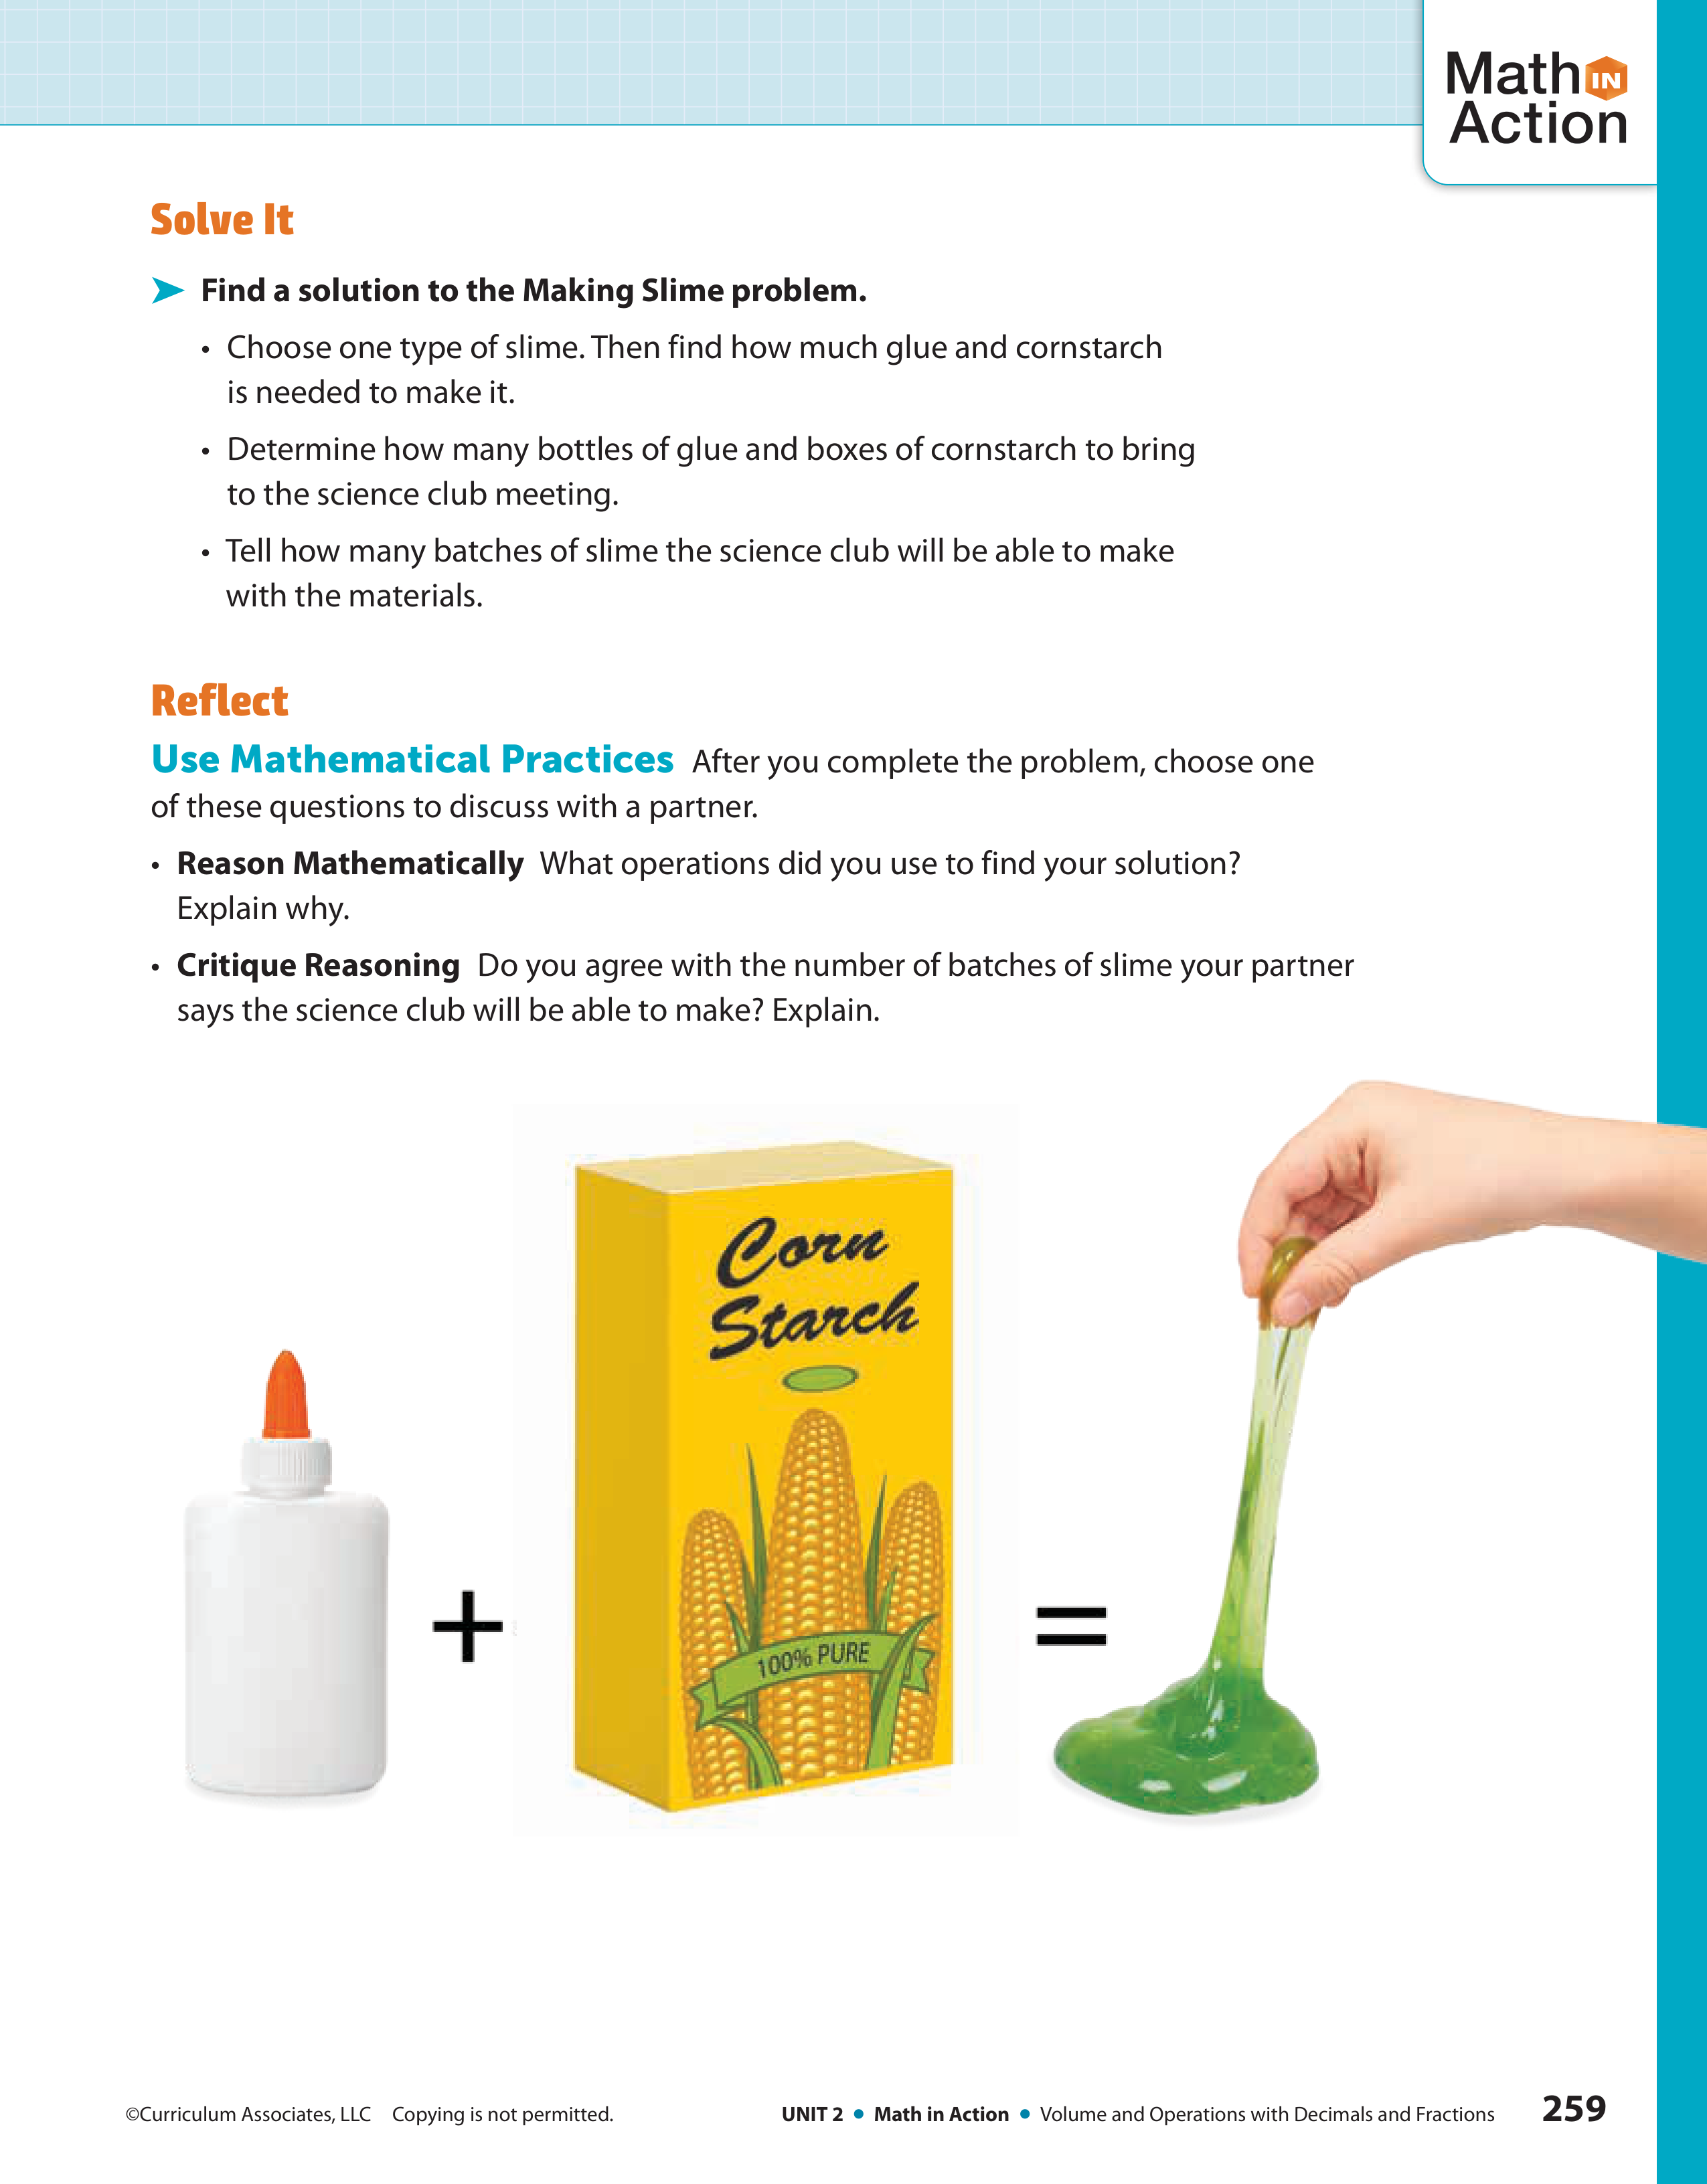 Math IN
Action
Solve It
➤ Find a solution to the Making Slime problem.
• Choose one type of slime. Then find how much glue and cornstarch
is needed to make it.
• Determine how many bottles of glue and boxes of cornstarch to bring
to the science club meeting.
• Tell how many batches of slime the science club will be able to make
with the materials.
Reflect
Use Mathematical Practices After you complete the problem, choose one
of these questions to discuss with a partner.
• Reason Mathematically What operations did you use to find your solution?
Explain why.
• Critique Reasoning Do you agree with the number of batches of slime your partner
says the science club will be able to make? Explain.
Corn
Starch
100% PURE
+
=
©Curriculum Associates, LLC Copying is not permitted.
UNIT 2 • Math in Action • Volume and Operations with Decimals and Fractions 259